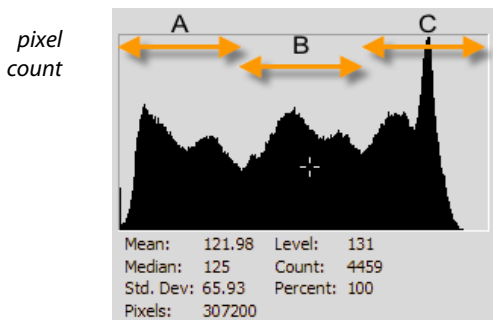 A
B
C
pixel
count
Mean: 121.98 Level: 131
Median: 125 Count: 4459
Std. Dev: 65.93 Percent: 100
Pixels: 307200